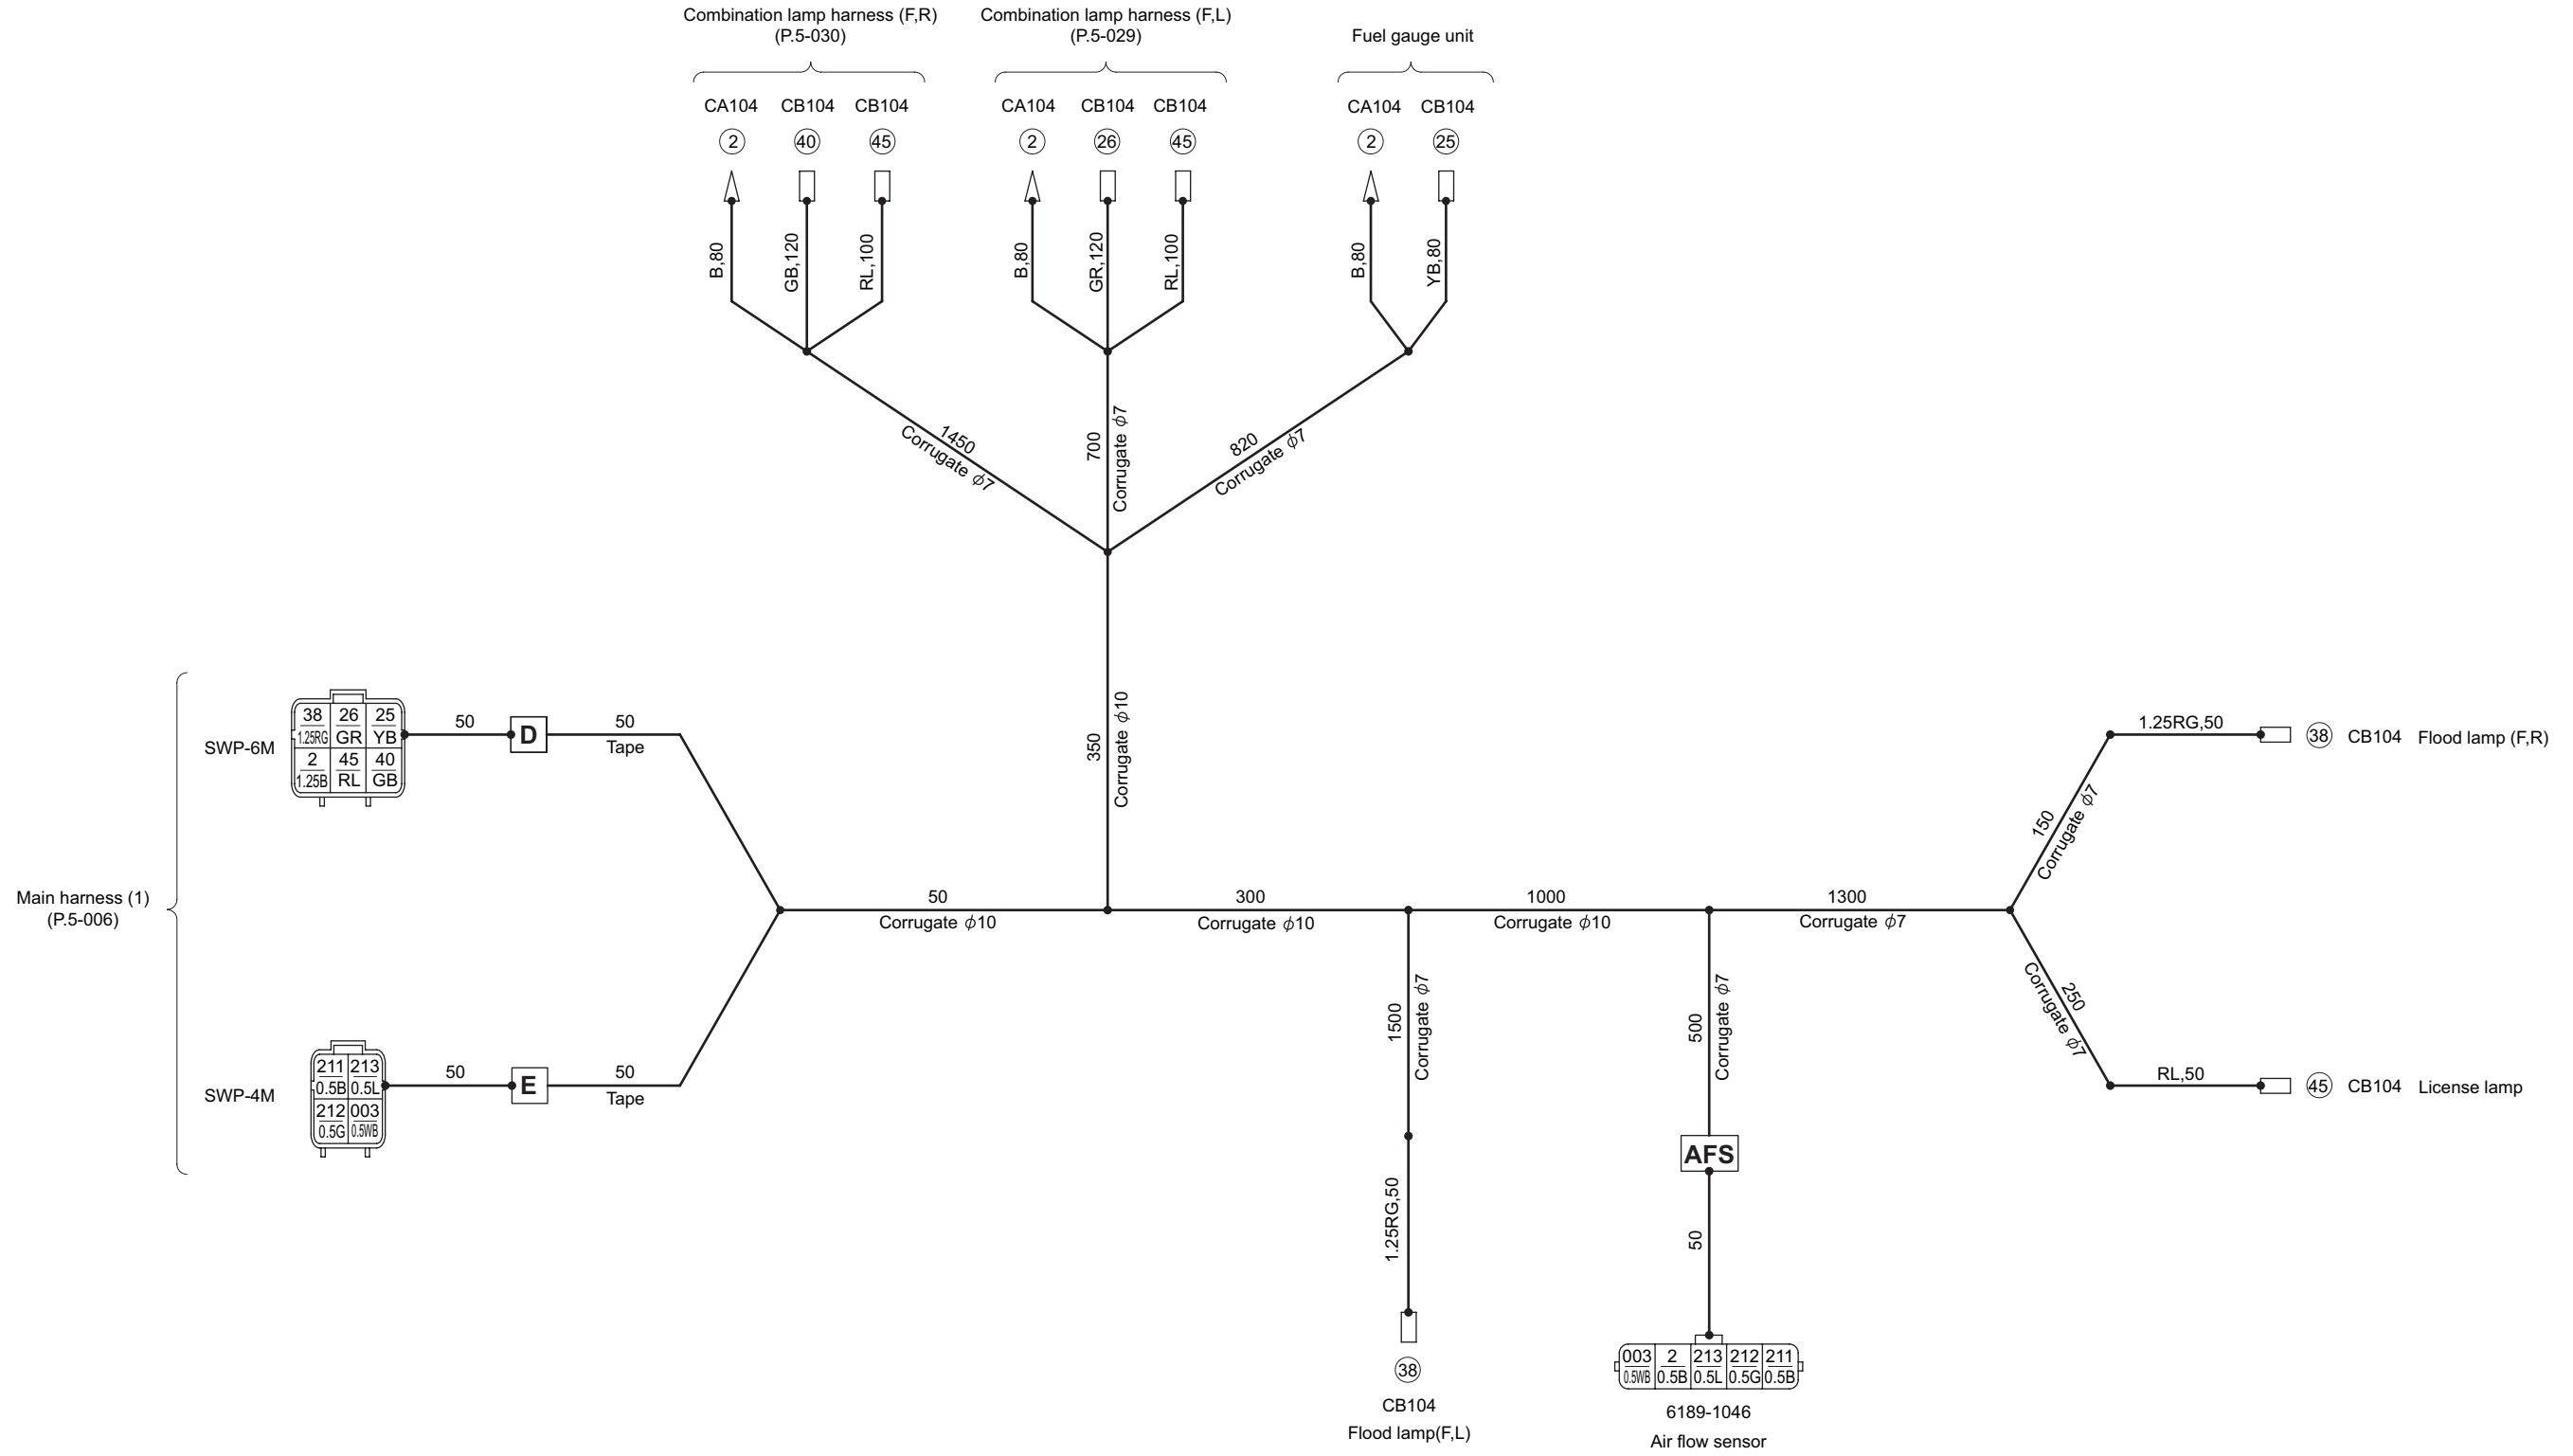 Combination lamp harness (F,R)
(P.5-030)
Combination lamp harness (F,L)
(P.5-029)
Fuel gauge unit
CA104 CB104 CB104
CA104 CB104 CB104
CA104 CB104
2 40 45
2 26 45
2 25
B,80 GB,120 RL,100
B,80 GR,120 RL,100
B,80 YB,80
1450
Corrugate ϕ7
700
Corrugate ϕ7
820
Corrugate ϕ7
350
Corrugate ϕ10
Main harness (1)
(P.5-006)
SWP-6M
38 26 25
1.25RG GR YB
2 45 40
1.25B RL GB
50
D
50
Tape
SWP-4M
211 213
0.5B 0.5L
212 003
0.5G 0.5WB
50
E
50
Tape
50
Corrugate ϕ10
300
Corrugate ϕ10
1000
Corrugate ϕ10
1300
Corrugate ϕ7
150
Corrugate ϕ7
1.25RG,50
38 CB104 Flood lamp (F,R)
250
Corrugate ϕ7
RL,50
45 CB104 License lamp
1500
Corrugate ϕ7
1.25RG,50
38
CB104
Flood lamp(F,L)
500
Corrugate ϕ7
AFS
50
003 2 213 212 211
0.5WB 0.5B 0.5L 0.5G 0.5B
6189-1046
Air flow sensor